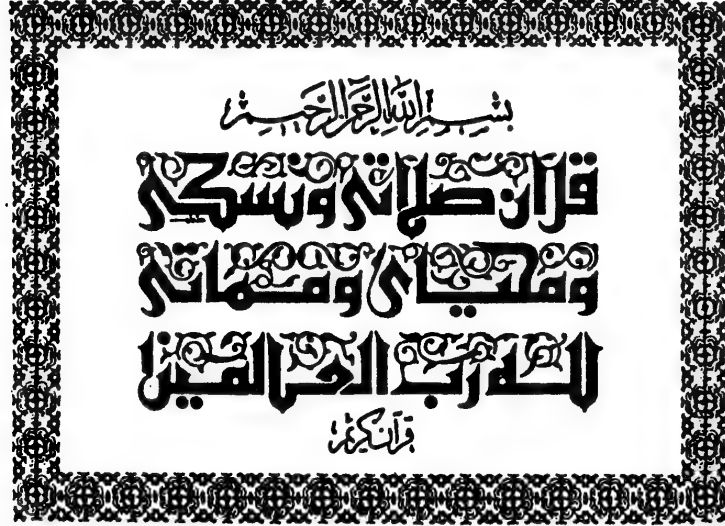 بسم الله الرحمن الرحيم
قل ان صلاتي ونسكي
ومحياي ومماتي
لله رب العالمين
قرآن كريم